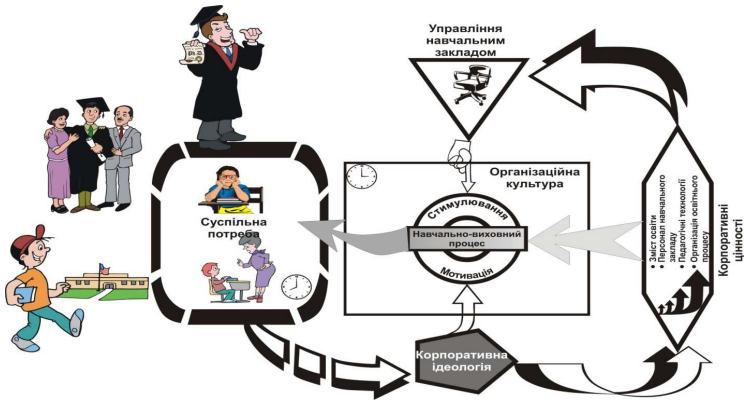 Управління
навчальним
закладом
Організаційна
культура
Стимулювання
Навчально-виховний
процес
Мотивація
Суспільна
потреба
Корпоративна
ідеологія
• Зміст освіти
• Персонал навчального
закладу
• Педагогічні технології
• Організація освітнього
процесу
Корпоративні
цінності